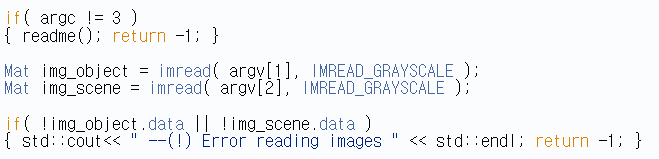 if( argc != 3 )
{ readme(); return -1; }
Mat img_object = imread( argv[1], IMREAD_GRAYSCALE );
Mat img_scene = imread( argv[2], IMREAD_GRAYSCALE );
if( !img_object.data || !img_scene.data )
{ std::cout<< " --(!) Error reading images " << std::endl; return -1; }